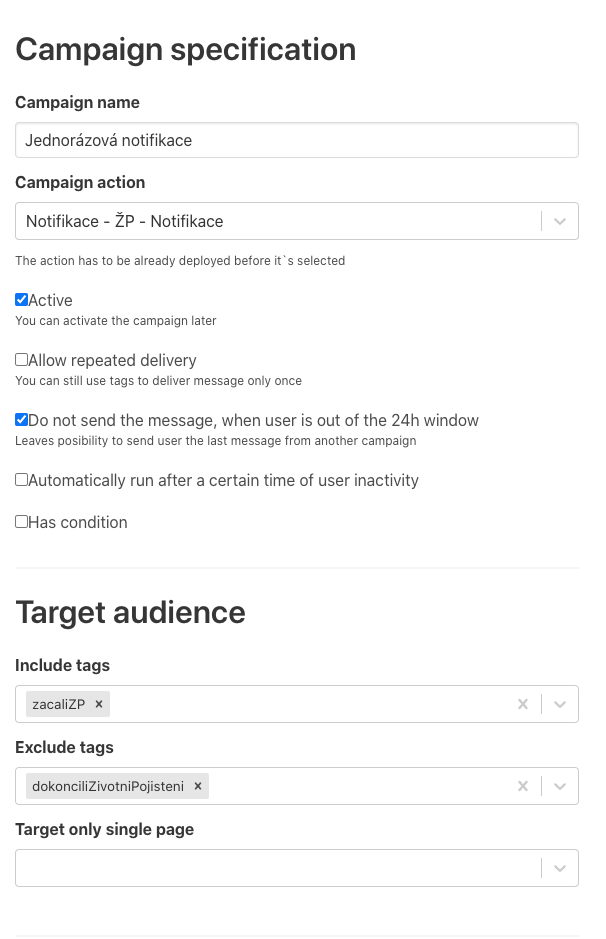 Campaign specification
Campaign name
Jednorázová notifikace
Campaign action
Notifikace - ŽP - Notifikace
The action has to be already deployed before it`s selected
Active
You can activate the campaign later
Allow repeated delivery
You can still use tags to deliver message only once
Do not send the message, when user is out of the 24h window
Leaves posibility to send user the last message from another campaign
Automatically run after a certain time of user inactivity
Has condition
Target audience
Include tags
zacaliZP ×
Exclude tags
dokonciliZivotniPojisteni ×
Target only single page